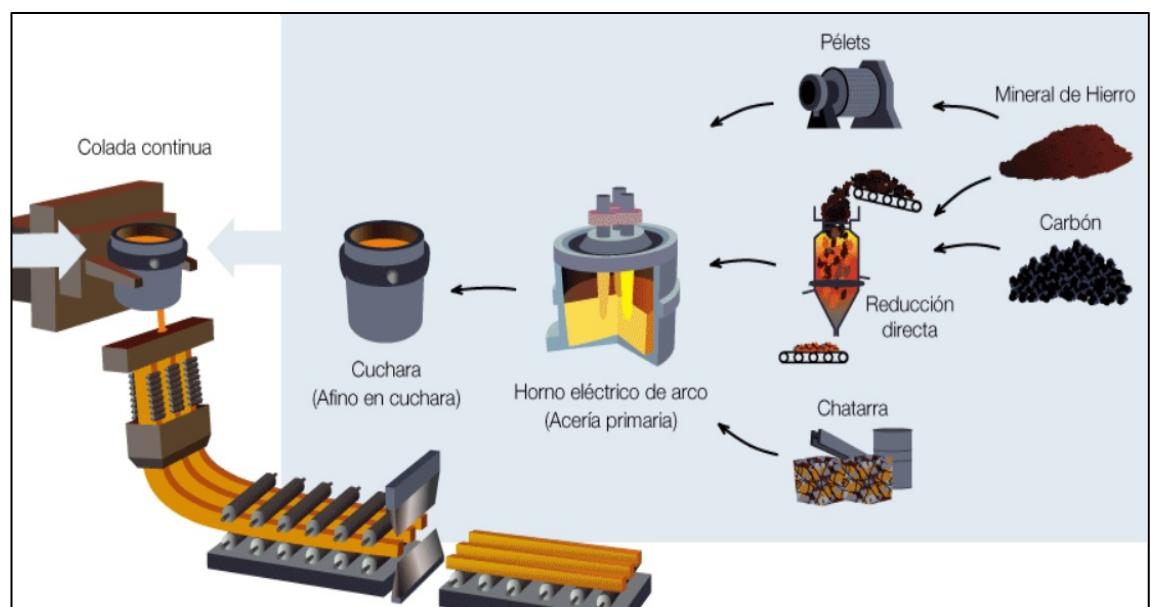 Pélets
Mineral de Hierro
Colada continua
Carbón
Reducción
directa
Cuchara
(Afino en cuchara)
Horno eléctrico de arco
(Acería primaria)
Chatarra